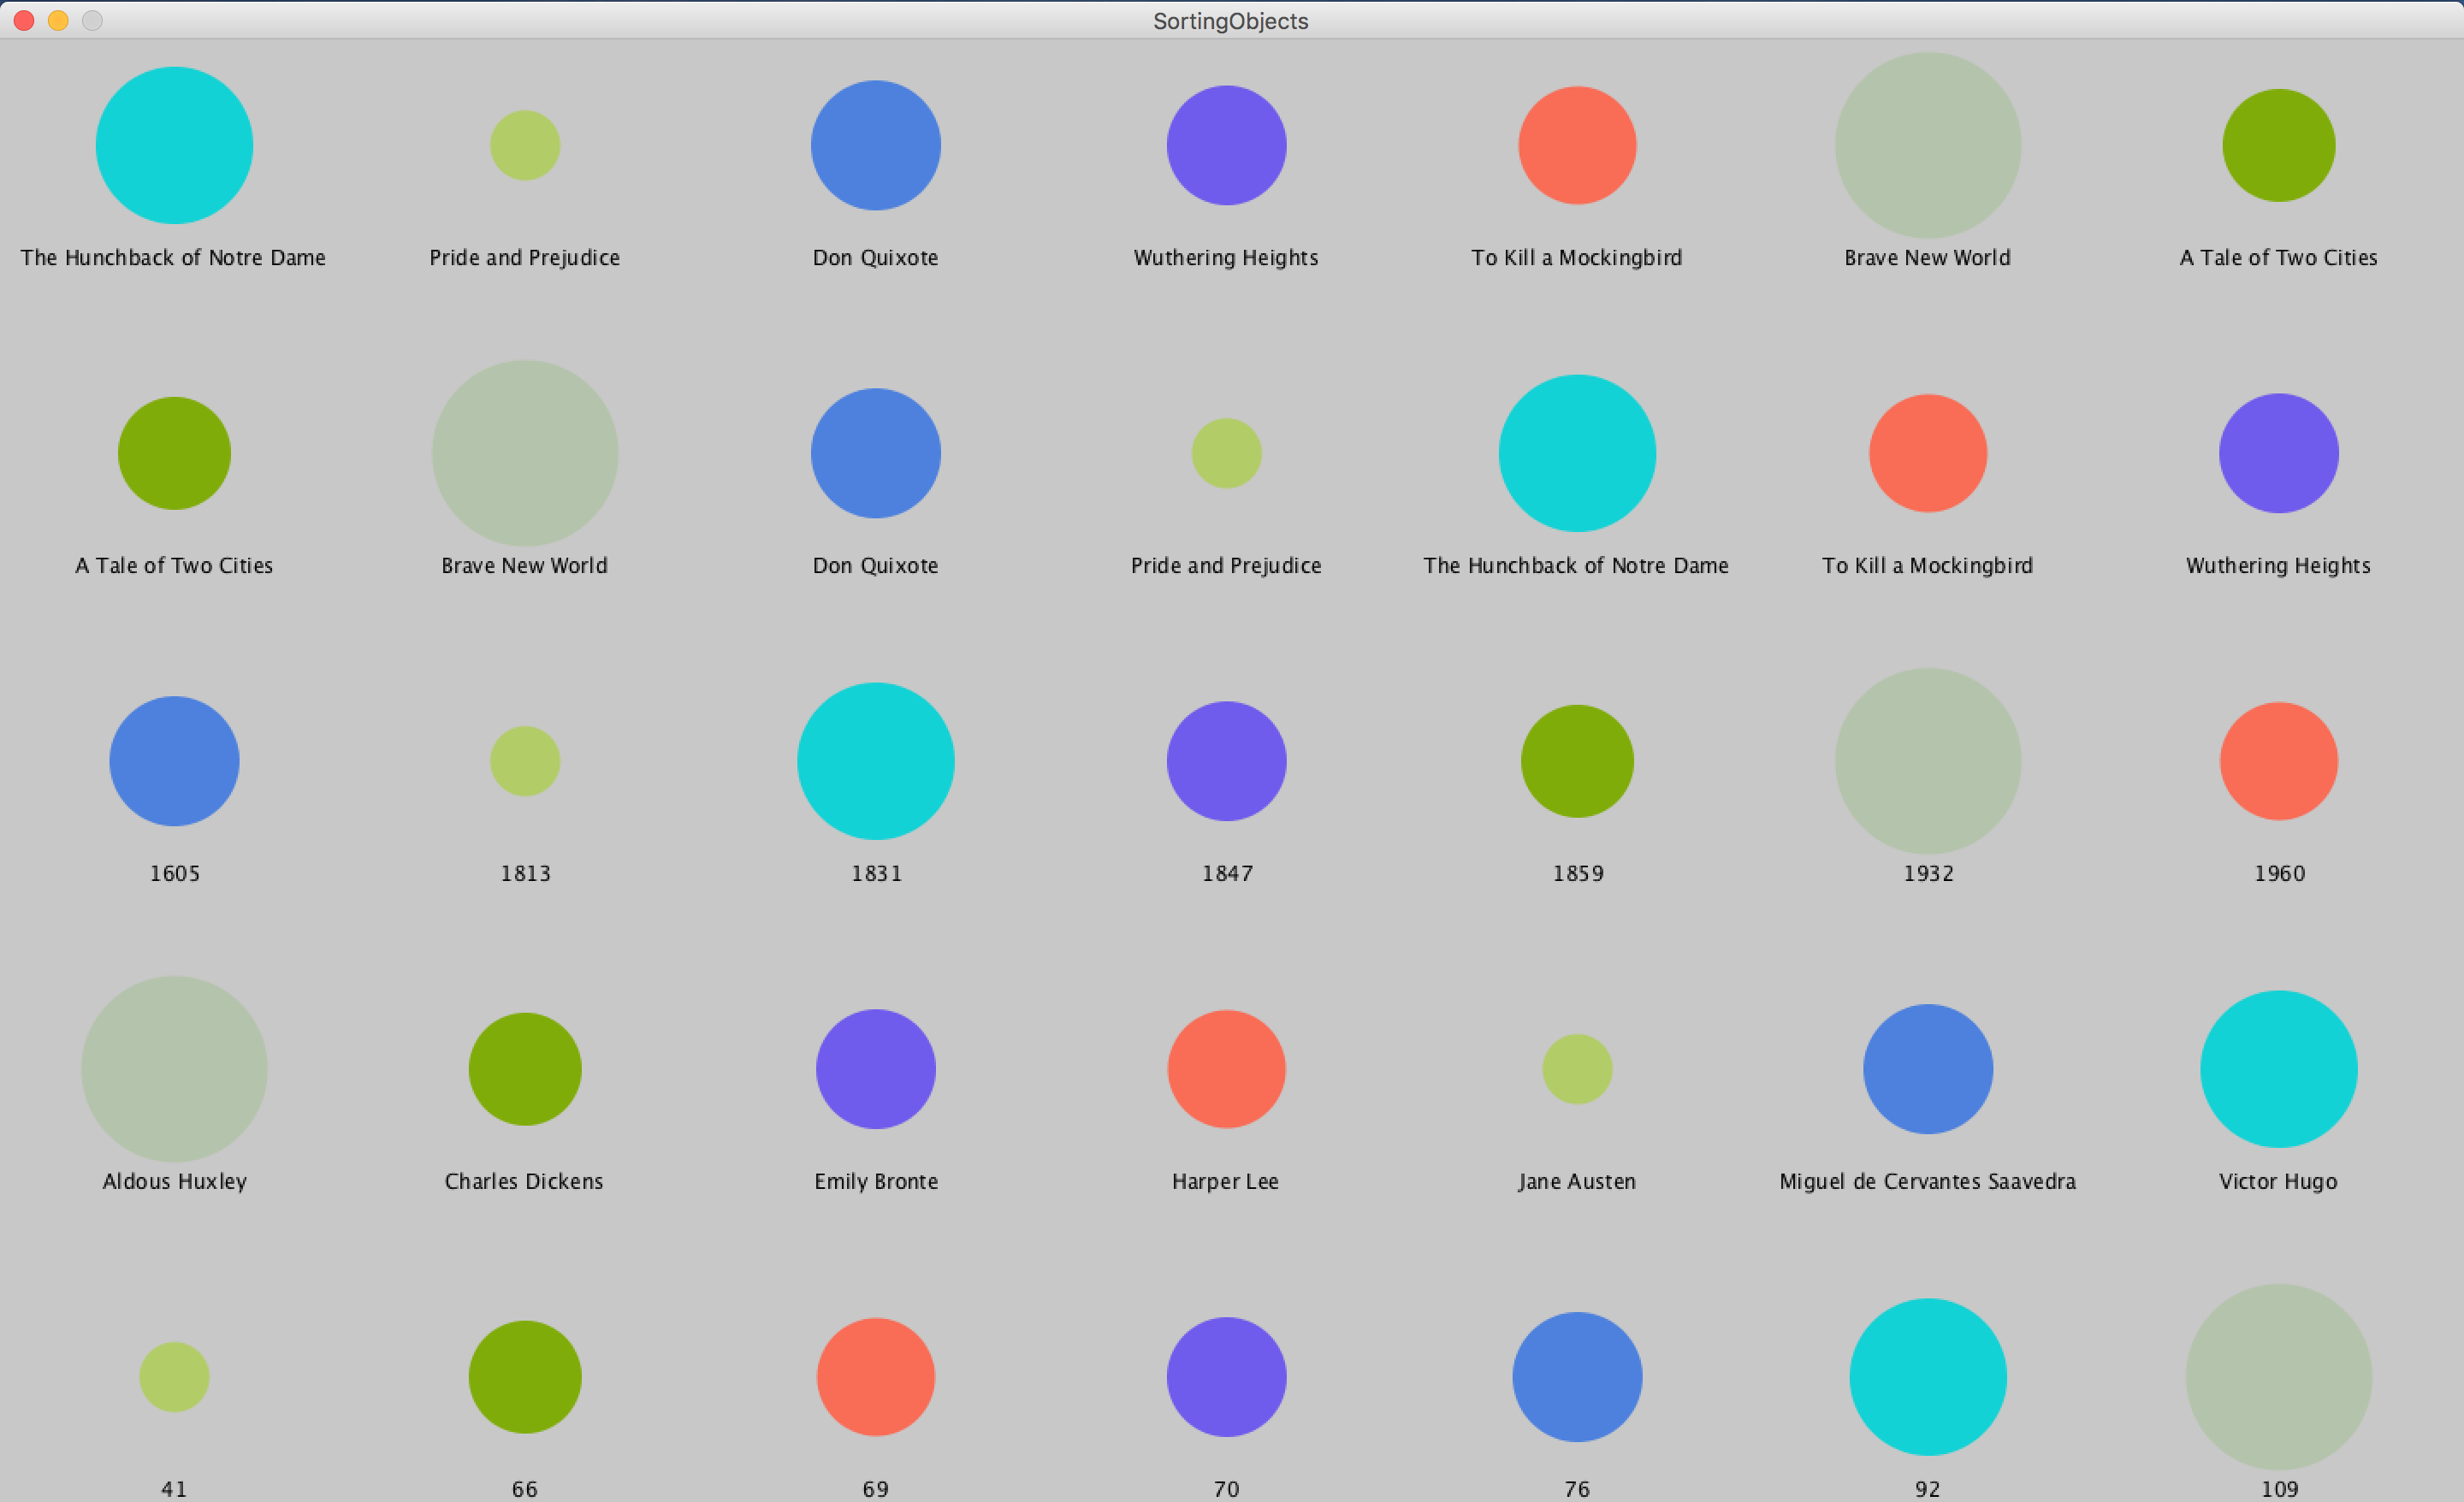 SortingObjects
The Hunchback of Notre Dame Pride and Prejudice Don Quixote Wuthering Heights To Kill a Mockingbird Brave New World A Tale of Two Cities
A Tale of Two Cities Brave New World Don Quixote Pride and Prejudice The Hunchback of Notre Dame To Kill a Mockingbird Wuthering Heights
1605 1813 1831 1847 1859 1932 1960
Aldous Huxley Charles Dickens Emily Bronte Harper Lee Jane Austen Miguel de Cervantes Saavedra Victor Hugo
41 66 69 70 76 92 109